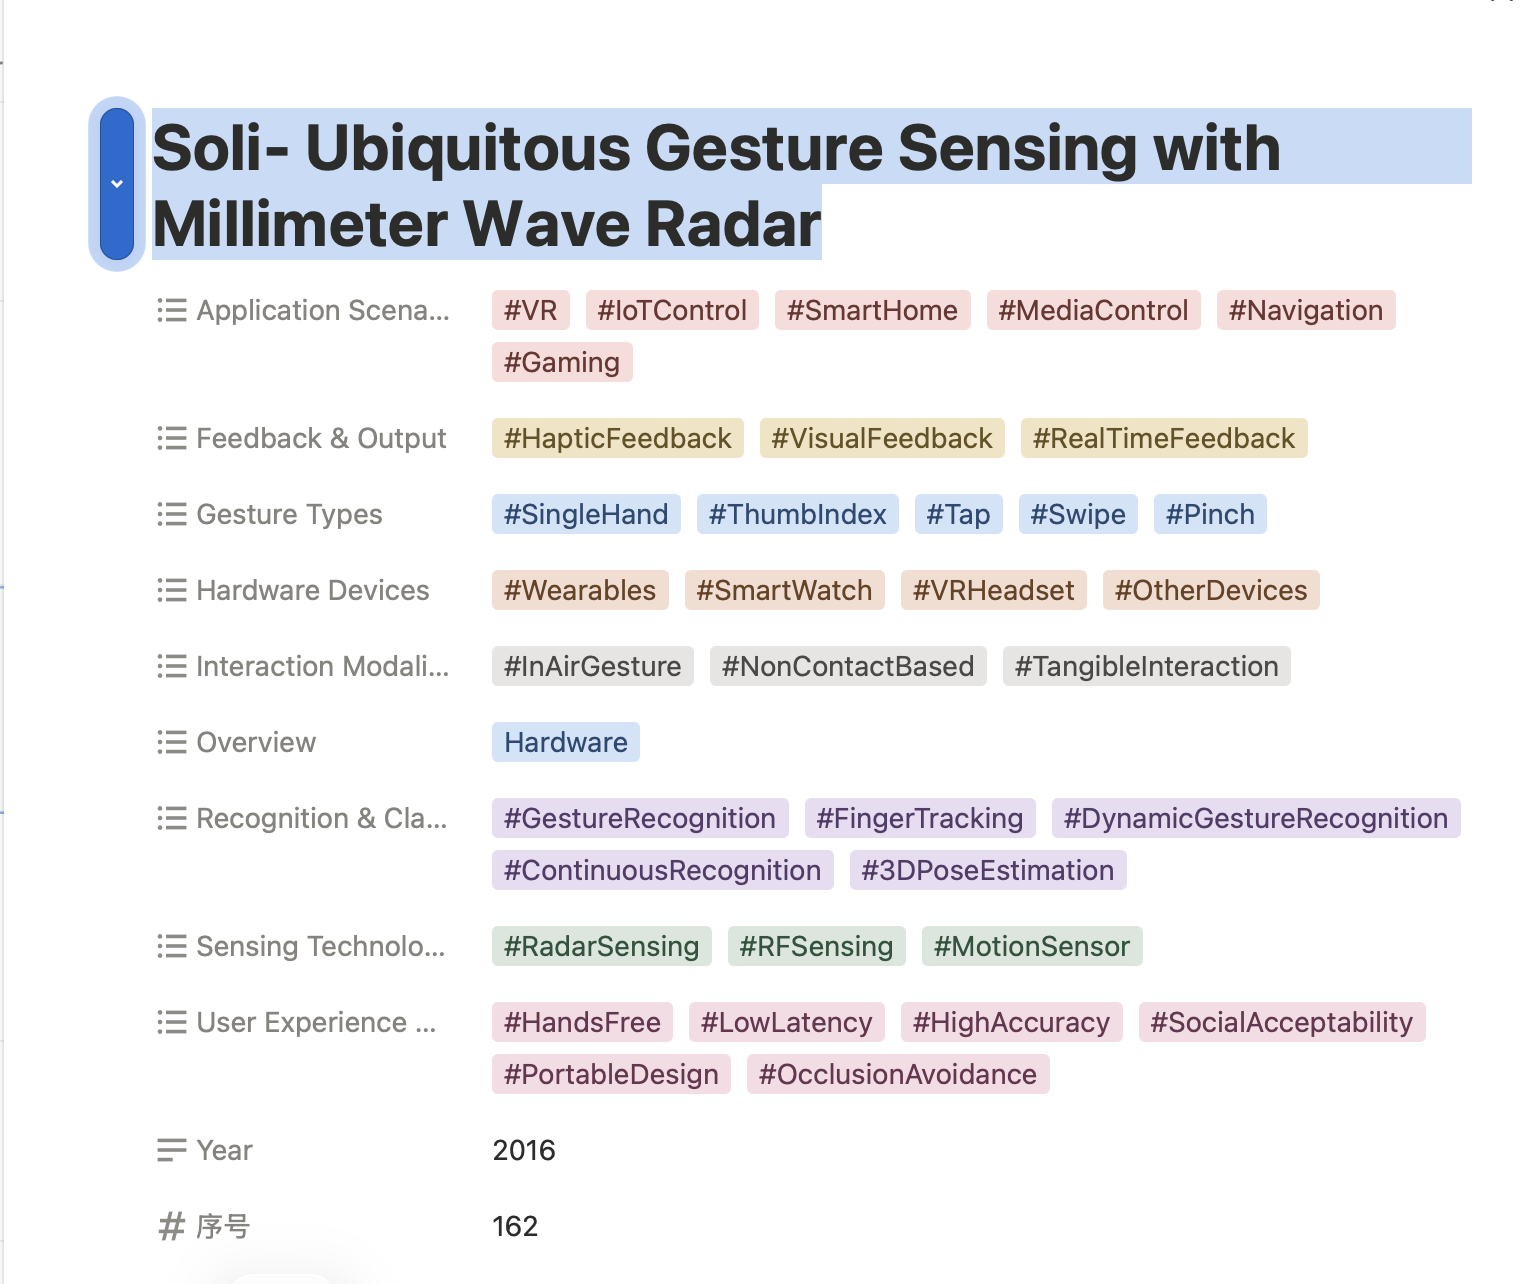 Soli- Ubiquitous Gesture Sensing with
Millimeter Wave Radar
Application Scena... #VR #IoTControl #SmartHome #MediaControl #Navigation
#Gaming
Feedback & Output #HapticFeedback #VisualFeedback #RealTimeFeedback
Gesture Types #SingleHand #ThumbIndex #Tap #Swipe #Pinch
Hardware Devices #Wearables #SmartWatch #VRHeadset #OtherDevices
Interaction Modali... #InAirGesture #NonContactBased #TangibleInteraction
Overview Hardware
Recognition & Cla... #GestureRecognition #FingerTracking #DynamicGestureRecognition
#ContinuousRecognition #3DPoseEstimation
Sensing Technolo... #RadarSensing #RFSensing #MotionSensor
User Experience ... #HandsFree #LowLatency #HighAccuracy #SocialAcceptability
#PortableDesign #OcclusionAvoidance
Year 2016
序号 162